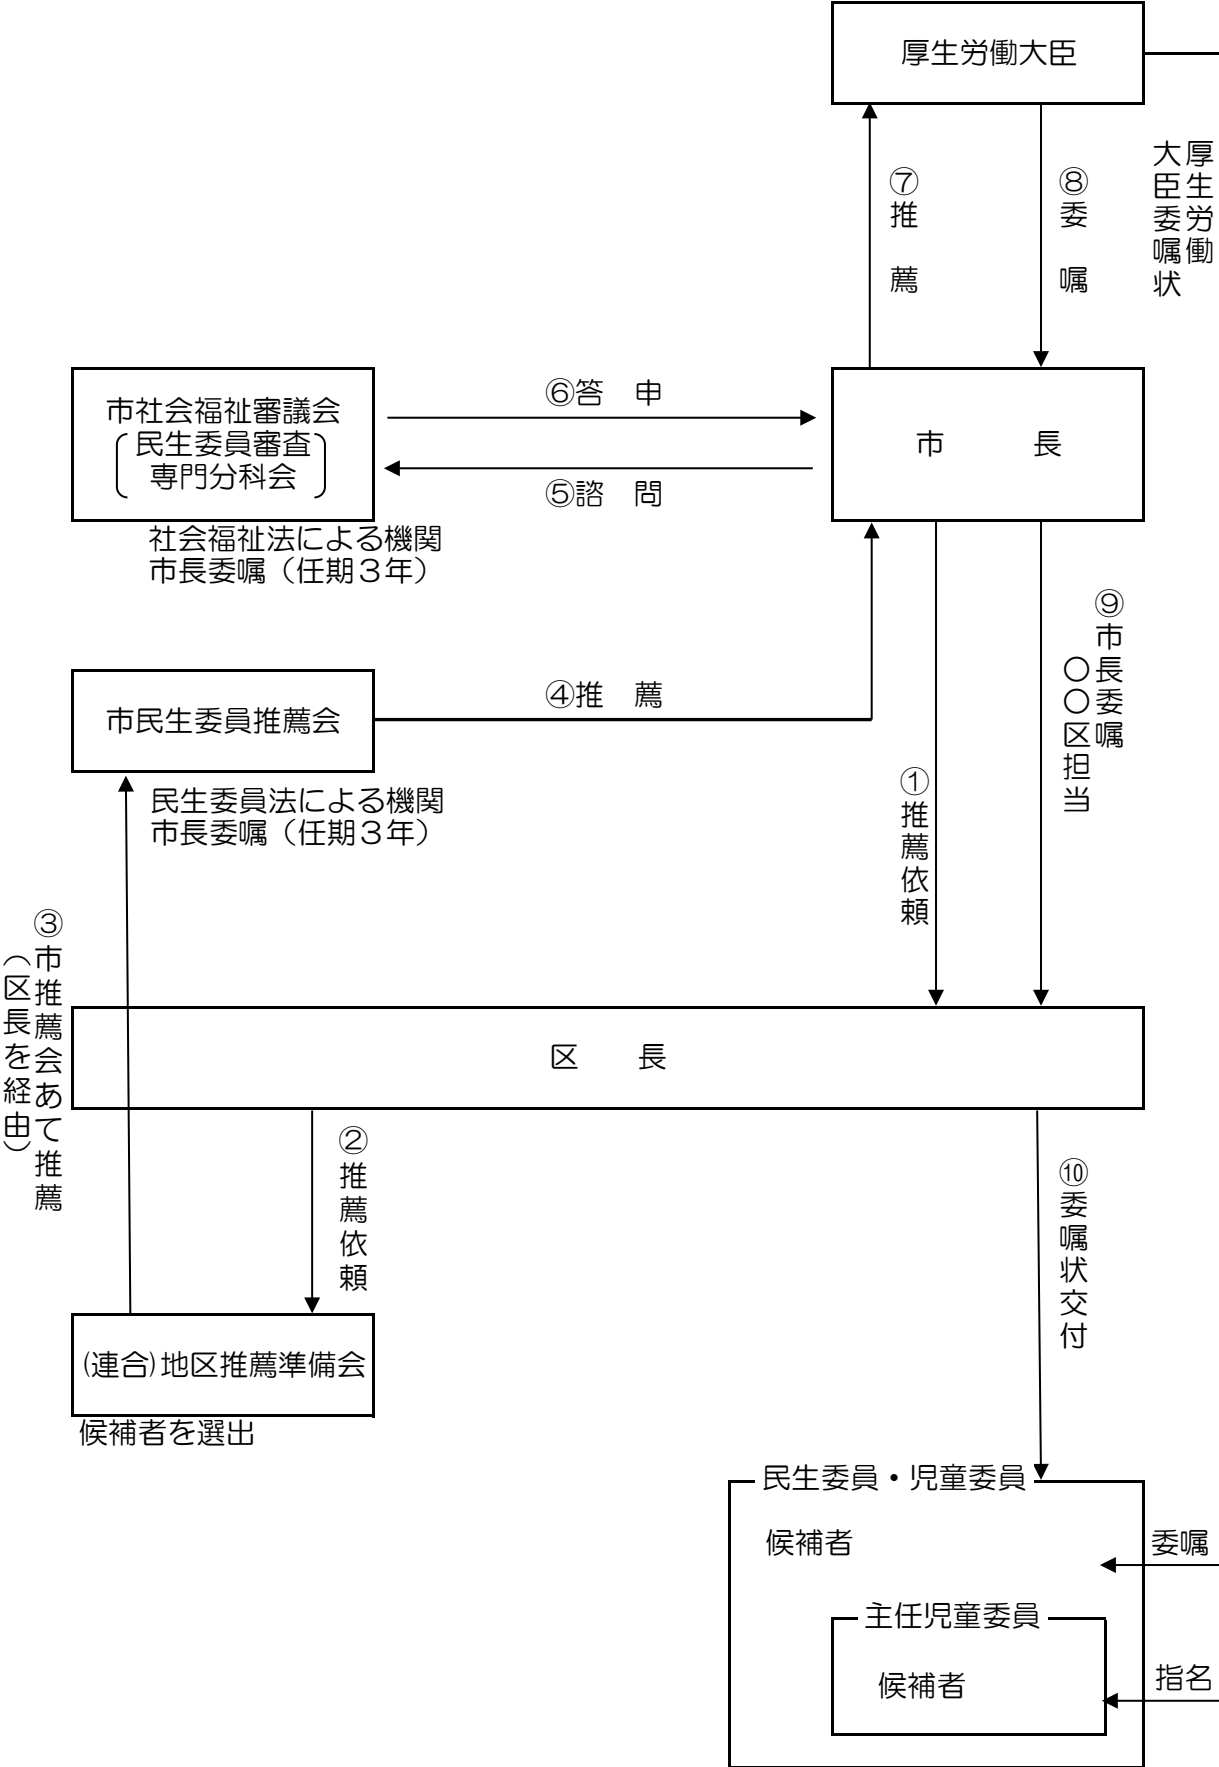 厚生労働大臣
⑦推　薦
⑧委　嘱
厚生労働
大臣委嘱状
市社会福祉審議会
民生委員審査
専門分科会
⑥答　申
⑤諮　問
市　　　長
社会福祉法による機関
市長委嘱（任期３年）
市民生委員推薦会
④推　薦
民生委員法による機関
市長委嘱（任期３年）
①推薦依頼
⑨市長委嘱
〇〇区担当
③市推薦会あて推薦
（区長を経由）
区　　長
②推薦依頼
⑩委嘱状交付
(連合)地区推薦準備会
候補者を選出
民生委員・児童委員
候補者
委嘱
主任児童委員
候補者
指名